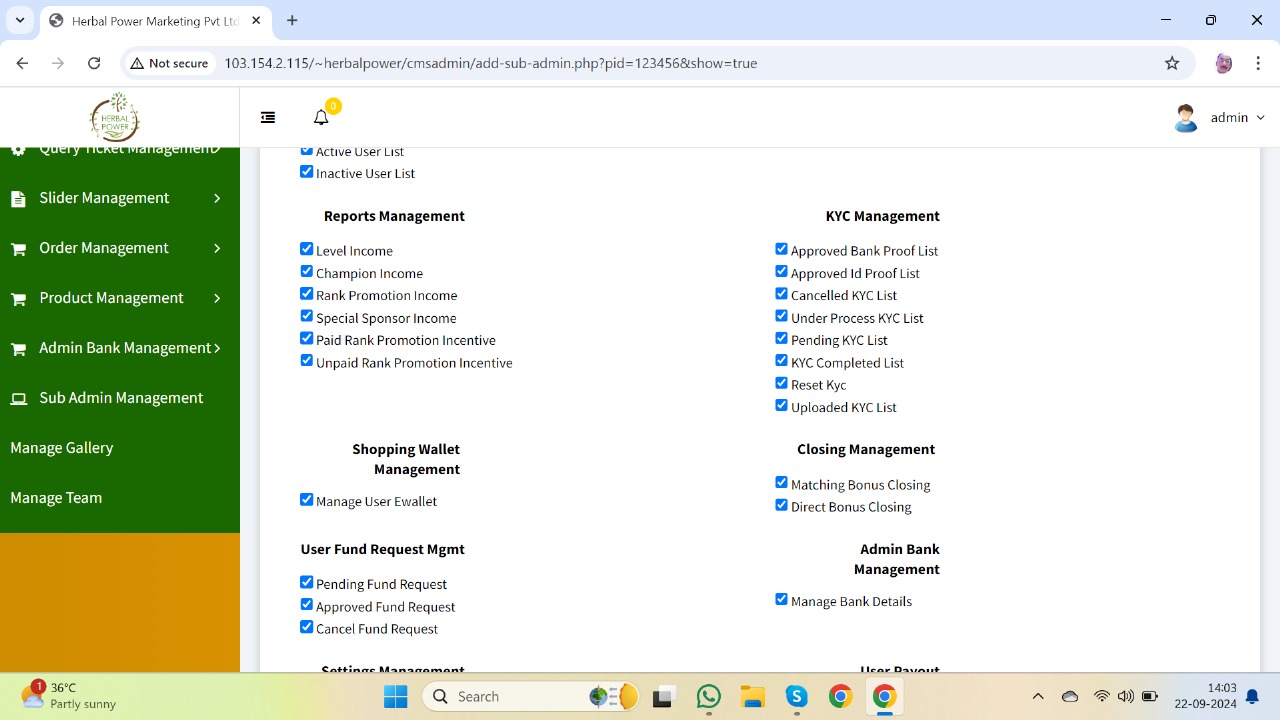 Herbal Power Marketing Pvt Ltd
Not secure
103.154.2.115/~herbalpower/cmsadmin/add-sub-admin.php?pid=123456&show=true
HERBAL
POWER
0
admin
Query Ticket Management
Slider Management
Order Management
Product Management
Admin Bank Management
Sub Admin Management
Manage Gallery
Manage Team
Active User List
Inactive User List
Reports Management
Level Income
Champion Income
Rank Promotion Income
Special Sponsor Income
Paid Rank Promotion Incentive
Unpaid Rank Promotion Incentive
KYC Management
Approved Bank Proof List
Approved Id Proof List
Cancelled KYC List
Under Process KYC List
Pending KYC List
KYC Completed List
Reset Kyc
Uploaded KYC List
Shopping Wallet
Management
Manage User Ewallet
Closing Management
Matching Bonus Closing
Direct Bonus Closing
User Fund Request Mgmt
Pending Fund Request
Approved Fund Request
Cancel Fund Request
Admin Bank
Management
Manage Bank Details
Settings Management
User Payout
1
36°C
Partly sunny
Search
14:03
22-09-2024